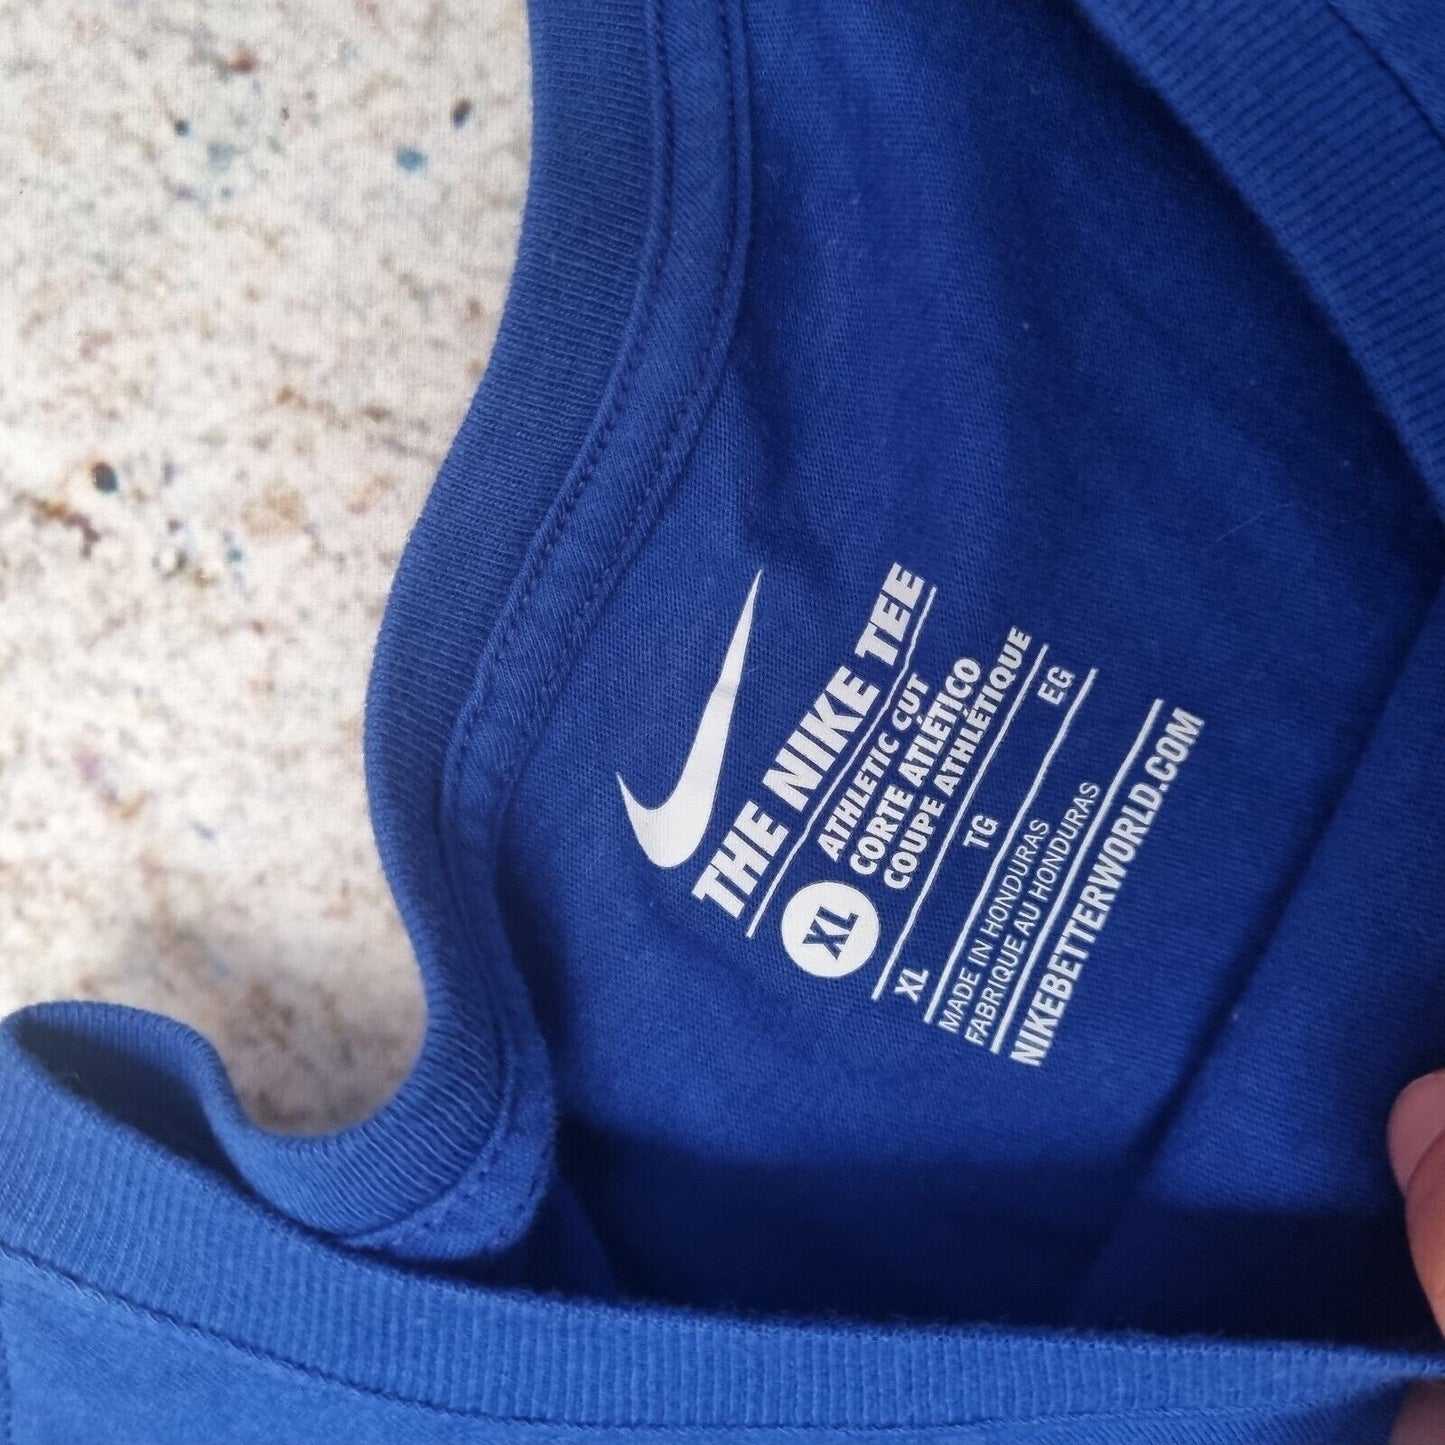 THE NIKE TEE
XL
ATHLETIC CUT
CORTE ATLÉTICO
COUPE ATHLÉTIQUE
XL TG EG
MADE IN HONDURAS
FABRIQUE AU HONDURAS
NIKEBETTERWORLD.COM